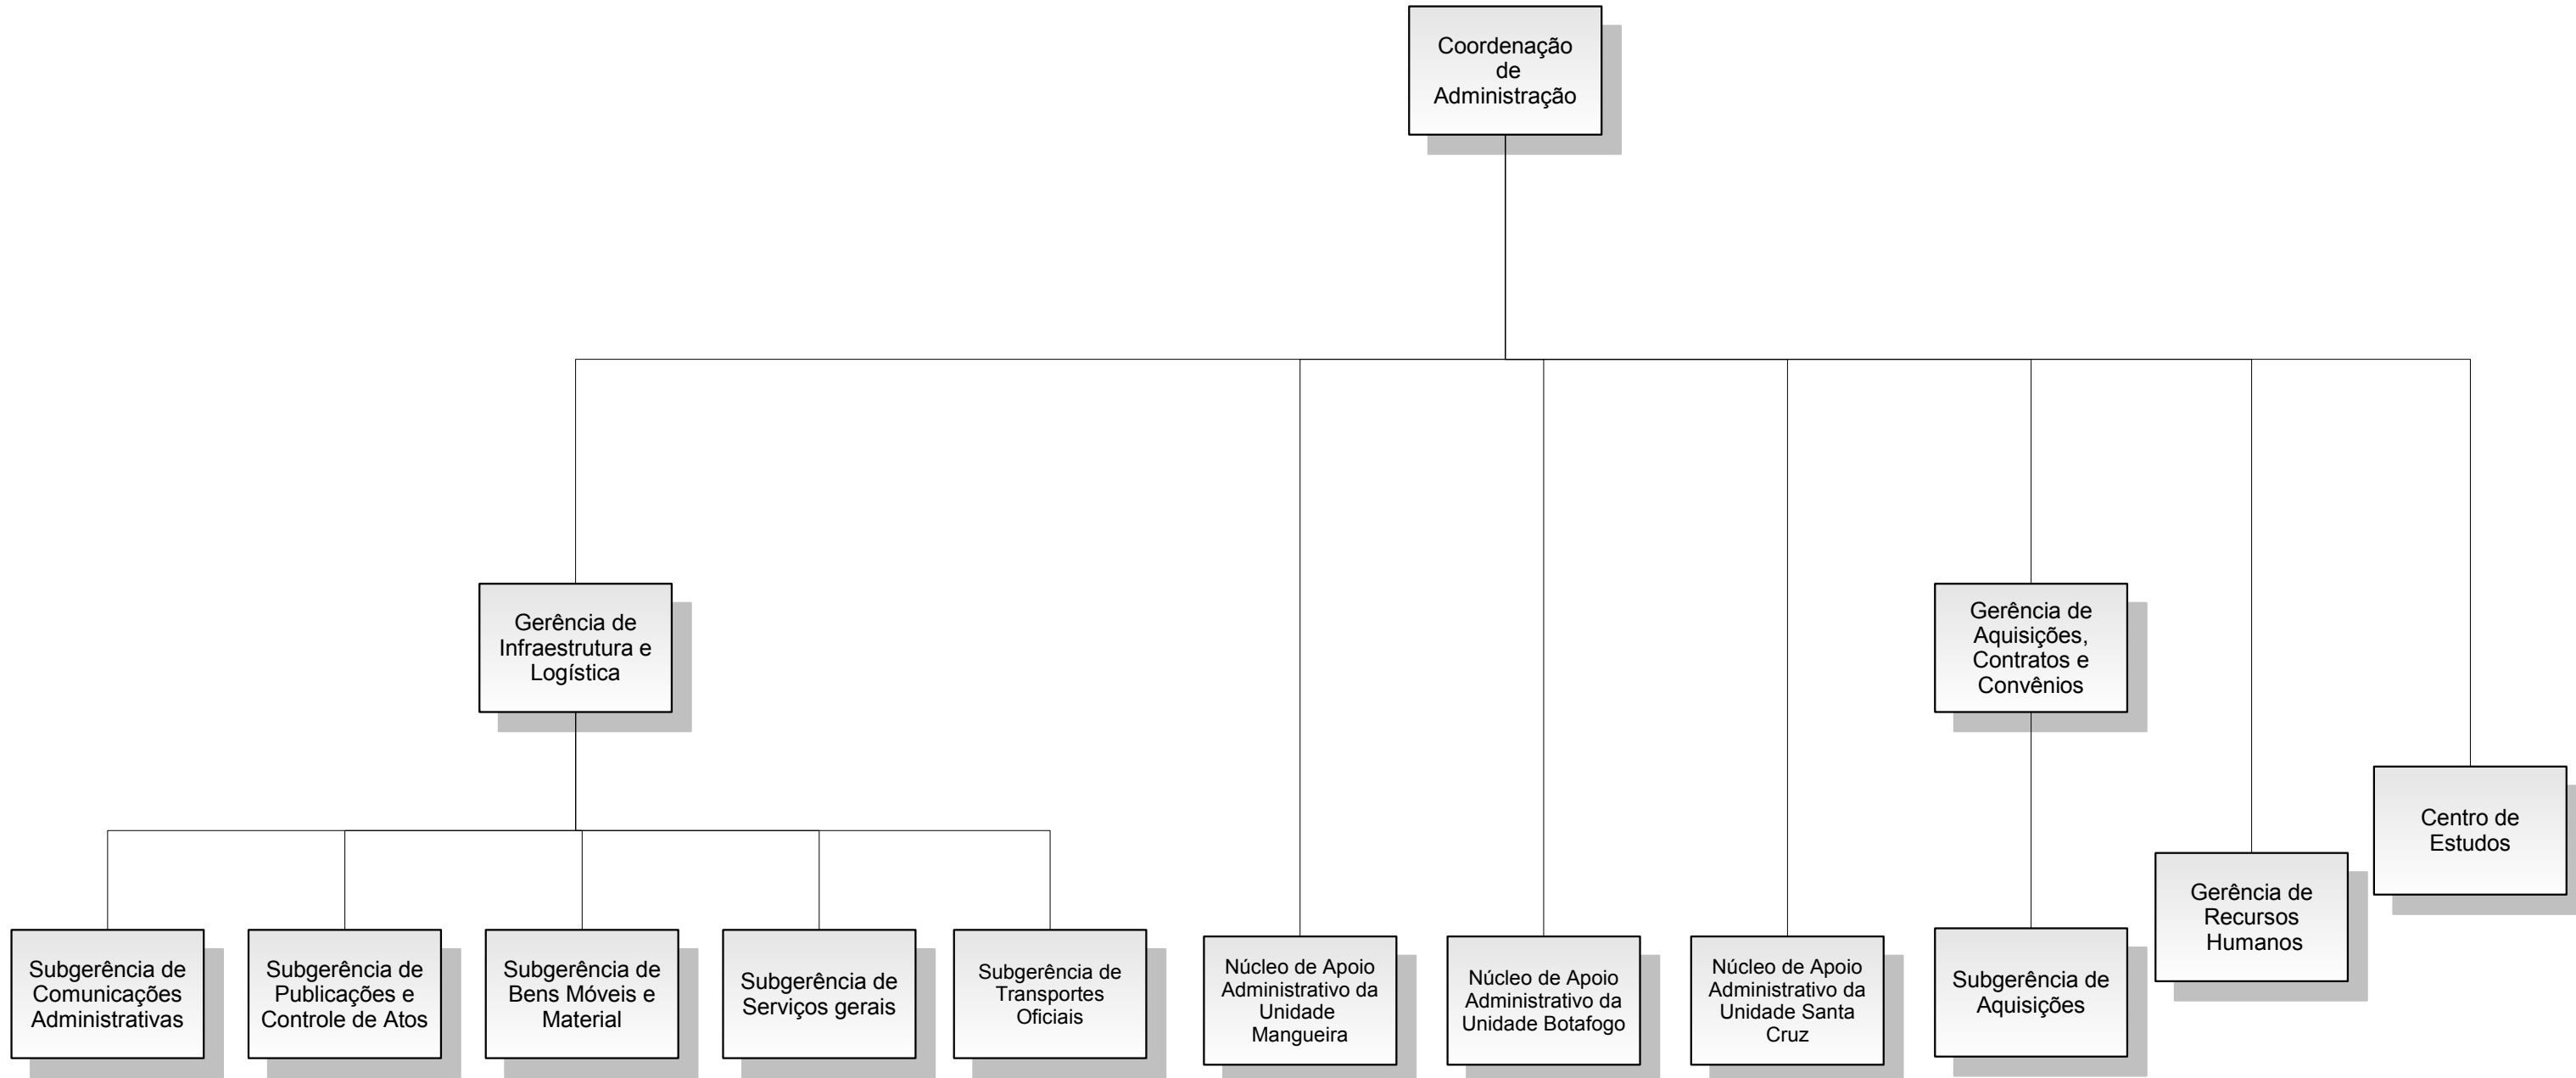 Coordenação
de
Administração
Gerência de
Infraestrutura e
Logística
Gerência de
Aquisições,
Contratos e
Convênios
Centro de
Estudos
Gerência de
Recursos
Humanos
Subgerência de
Comunicações
Administrativas
Subgerência de
Publicações e
Controle de Atos
Subgerência de
Bens Móveis e
Material
Subgerência de
Serviços gerais
Subgerência de
Transportes
Oficiais
Núcleo de Apoio
Administrativo da
Unidade
Mangueira
Núcleo de Apoio
Administrativo da
Unidade Botafogo
Núcleo de Apoio
Administrativo da
Unidade Santa
Cruz
Subgerência de
Aquisições